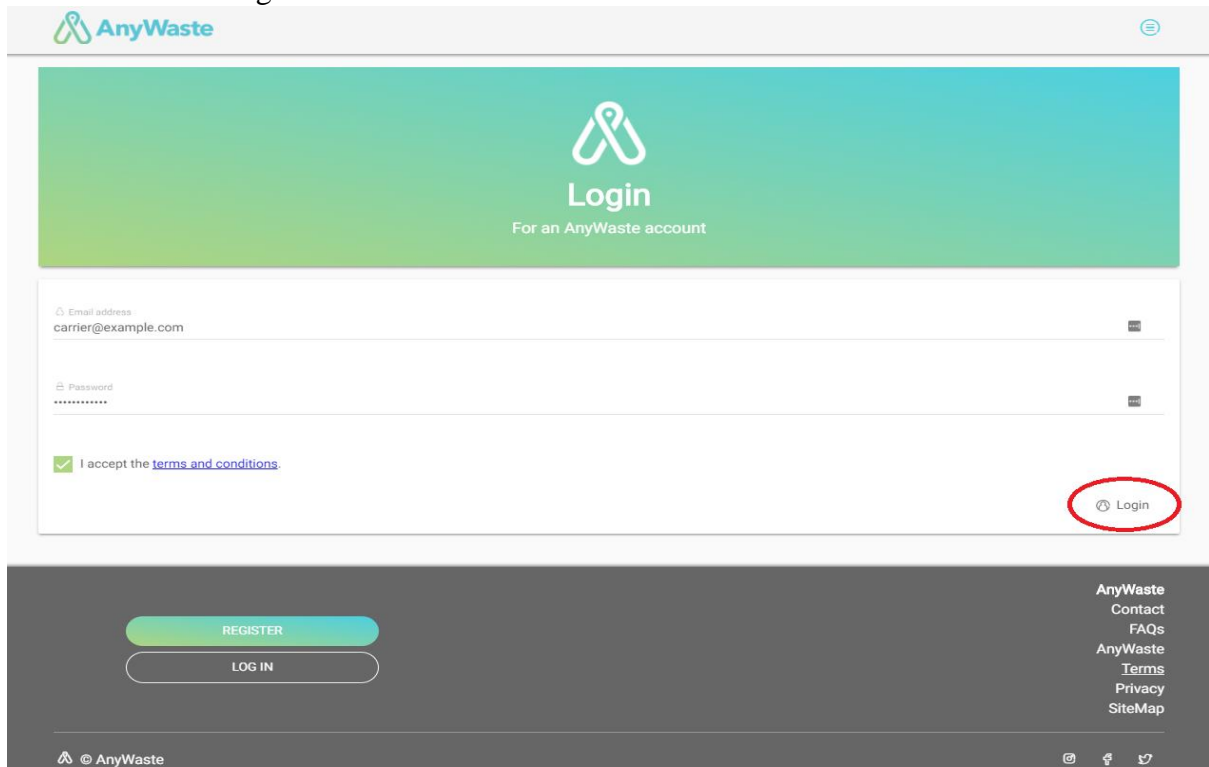 AnyWaste
Login
For an AnyWaste account
Email address
carrier@example.com
Password
••••••••••••
I accept the terms and conditions.
Login
REGISTER
LOG IN
AnyWaste
Contact
FAQs
AnyWaste
Terms
Privacy
SiteMap
© AnyWaste